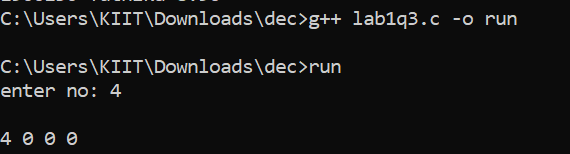 C:\Users\KIIT\Downloads\dec>g++ lab1q3.c -o run
C:\Users\KIIT\Downloads\dec>run
enter no: 4
4 0 0 0